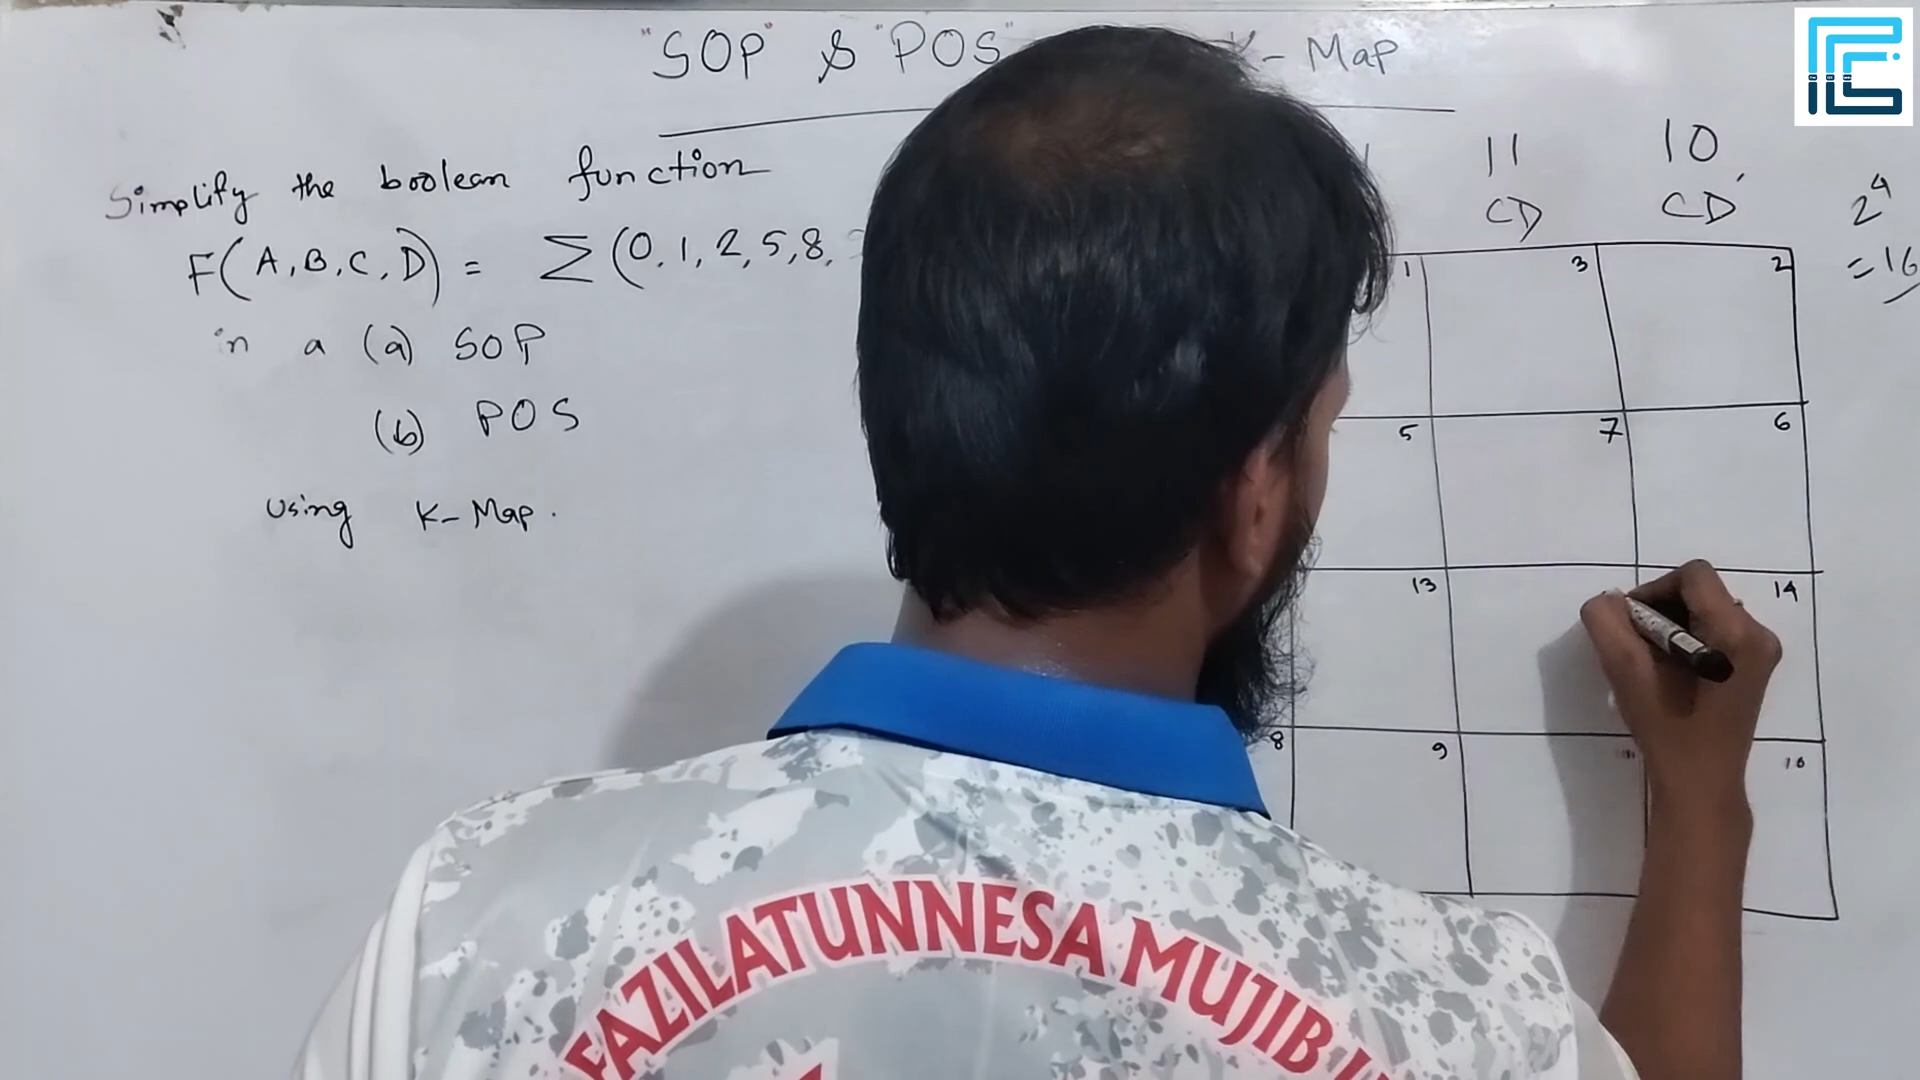 "SOP" & "POS" K-Map
Simplify the boolean function
F(A,B,C,D) = Σ(0,1,2,5,8,
in a (a) SOP
(b) POS
Using K-Map.
11 10
CD CD'
2⁴
=16
1 3 2
5 7 6
13 14
8 9 10
FAZILATUNNESA MUJIB